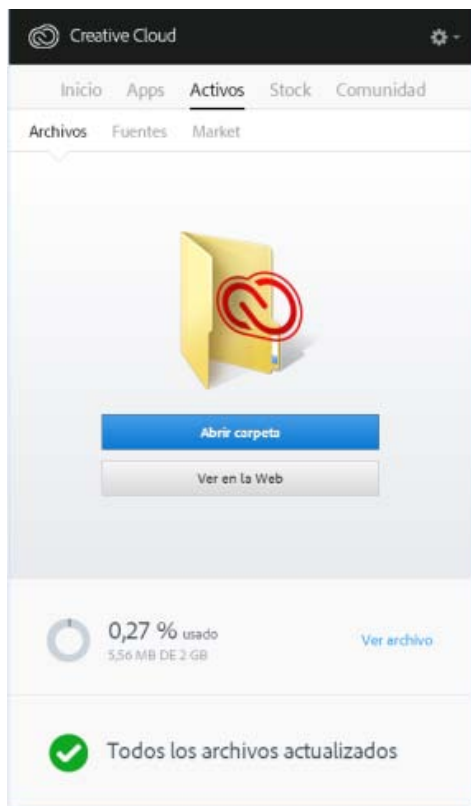 Creative Cloud
Inicio Apps Activos Stock Comunidad
Archivos Fuentes Market
Abrir carpeta
Ver en la Web
0,27 % usado
5,56 MB DE 2 GB
Ver archivo
Todos los archivos actualizados